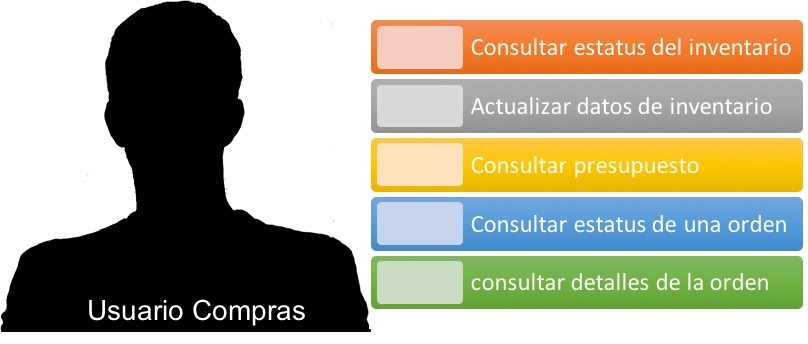 Consultar estatus del inventario
Actualizar datos de inventario
Consultar presupuesto
Consultar estatus de una orden
consultar detalles de la orden
Usuario Compras